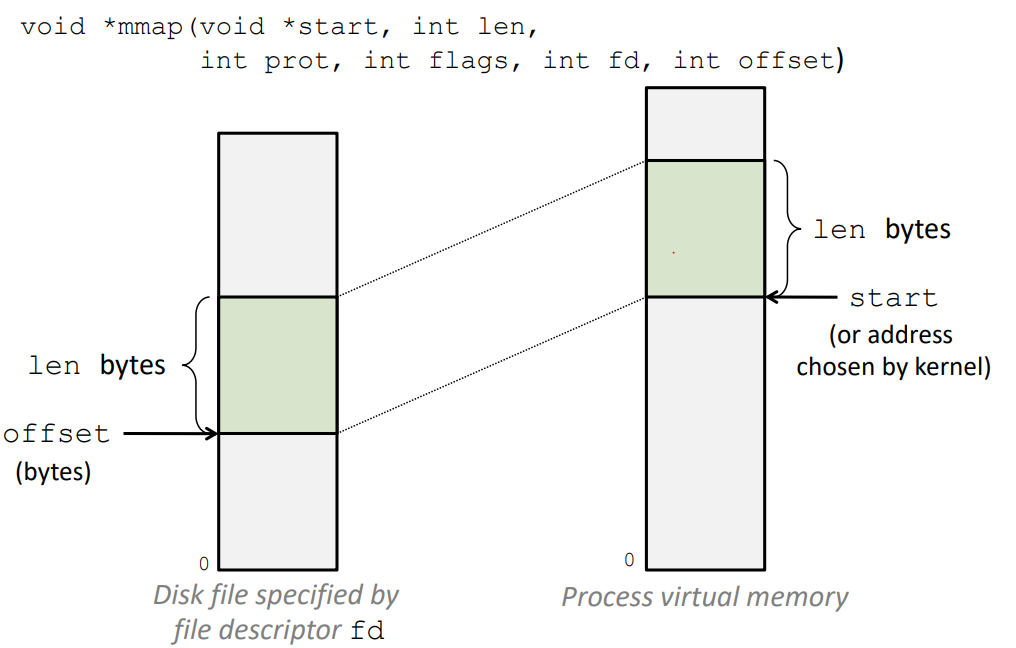 void *mmap(void *start, int len,
int prot, int flags, int fd, int offset)
len bytes
start
(or address
chosen by kernel)
len bytes
offset
(bytes)
0
0
Disk file specified by
file descriptor fd
Process virtual memory